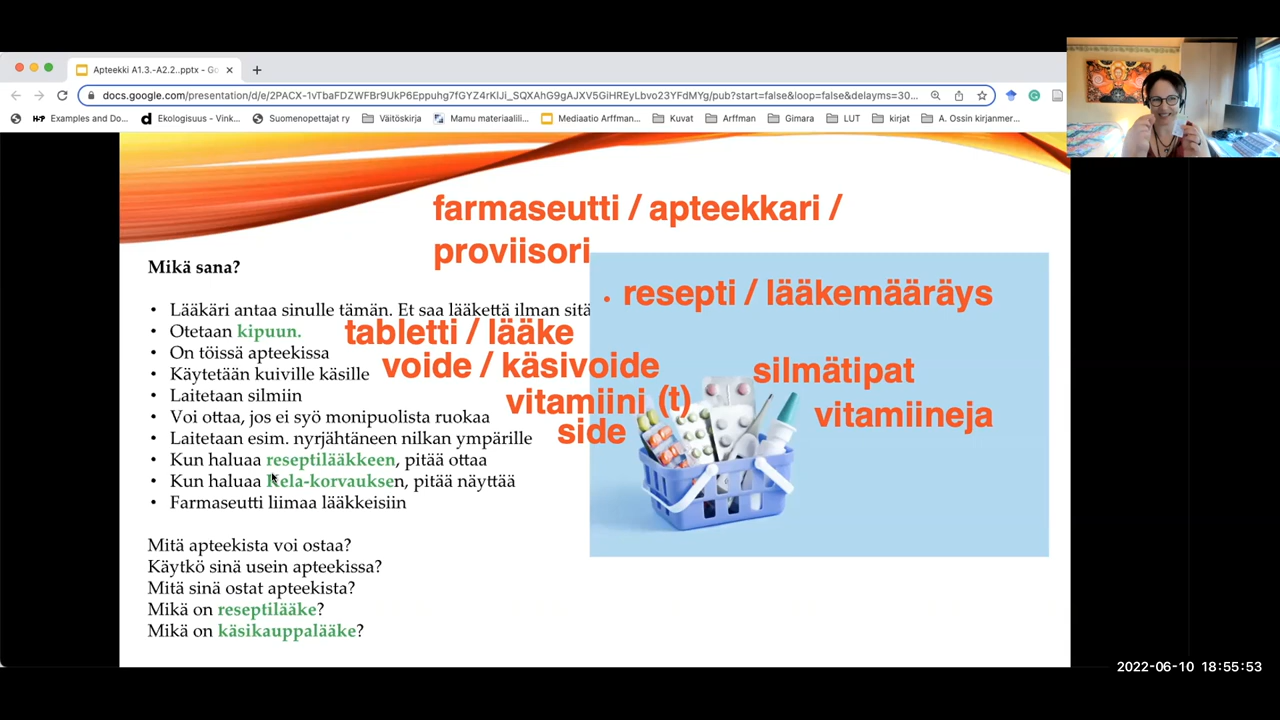 Apteekki A1.3.-A2.2..pptx - Go
docs.google.com/presentation/d/e/2PACX-1vTbaFDZWFBr9UkP6Eppuhg7fGYZ4rKIJi_SQXAhG9gAJXV5GiHREyLbvo23YFdMYg/pub?start=false&loop=false&delayms=30...
Examples and Do... Ekologisuus - Vink... Suomenopettajat ry Väitöskirja Mamu materiaalili... Mediaatio Arffman... Kuvat Arffman Gimara LUT kirjat A. Ossin kirjanmer...
farmaseutti / apteekkari /
proviisori
Mikä sana?
• resepti / lääkemääräys
• Lääkäri antaa sinulle tämän. Et saa lääkettä ilman sitä
• Otetaan kipuun.
tabletti / lääke
• On töissä apteekissa
voide / käsivoide
• Käytetään kuiville käsille
silmätipat
• Laitetaan silmiin
vitamiini (t)
vitamiineja
• Voi ottaa, jos ei syö monipuolista ruokaa
side
• Laitetaan esim. nyrjähtäneen nilkan ympärille
• Kun haluaa reseptilääkkeen, pitää ottaa
• Kun haluaa Kela-korvauksen, pitää näyttää
• Farmaseutti liimaa lääkkeisiin
Mitä apteekista voi ostaa?
Käytkö sinä usein apteekissa?
Mitä sinä ostat apteekista?
Mikä on reseptilääke?
Mikä on käsikauppalääke?
2022-06-10 18:55:53